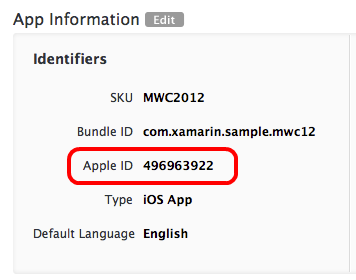 App Information Edit
Identifiers
SKU MWC2012
Bundle ID com.xamarin.sample.mwc12
Apple ID 496963922
Type iOS App
Default Language English